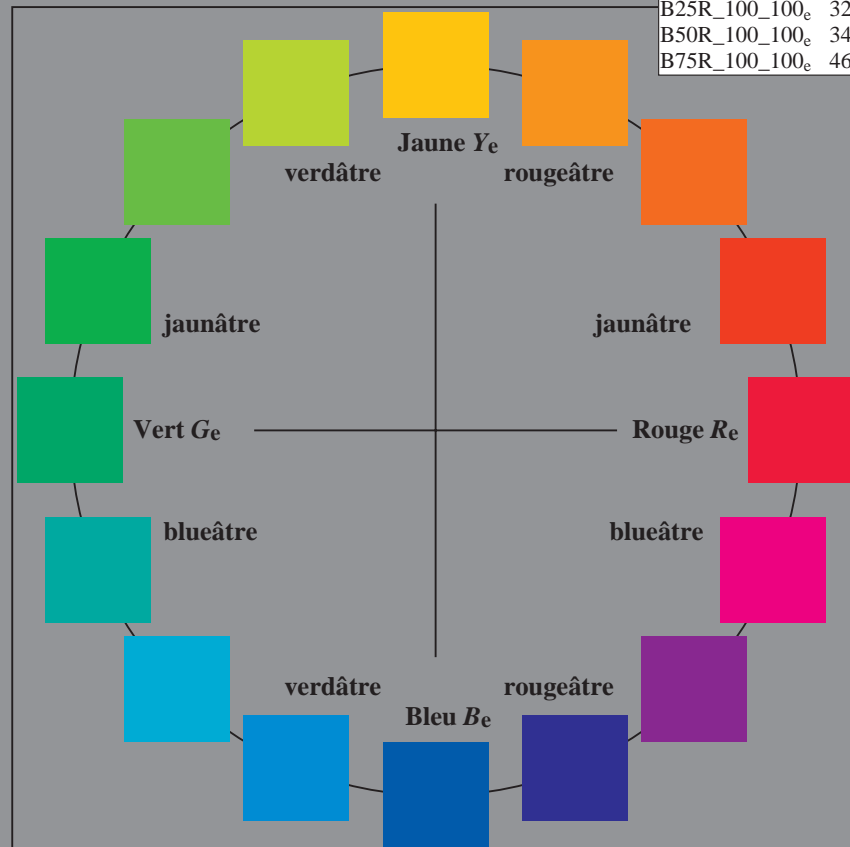 B25R_100_100e 32
B50R_100_100e 34
B75R_100_100e 46
Jaune Ye
verdâtre rougeâtre
jaunâtre jaunâtre
Vert Ge Rouge Re
blueâtre blueâtre
verdâtre rougeâtre
Bleu Be